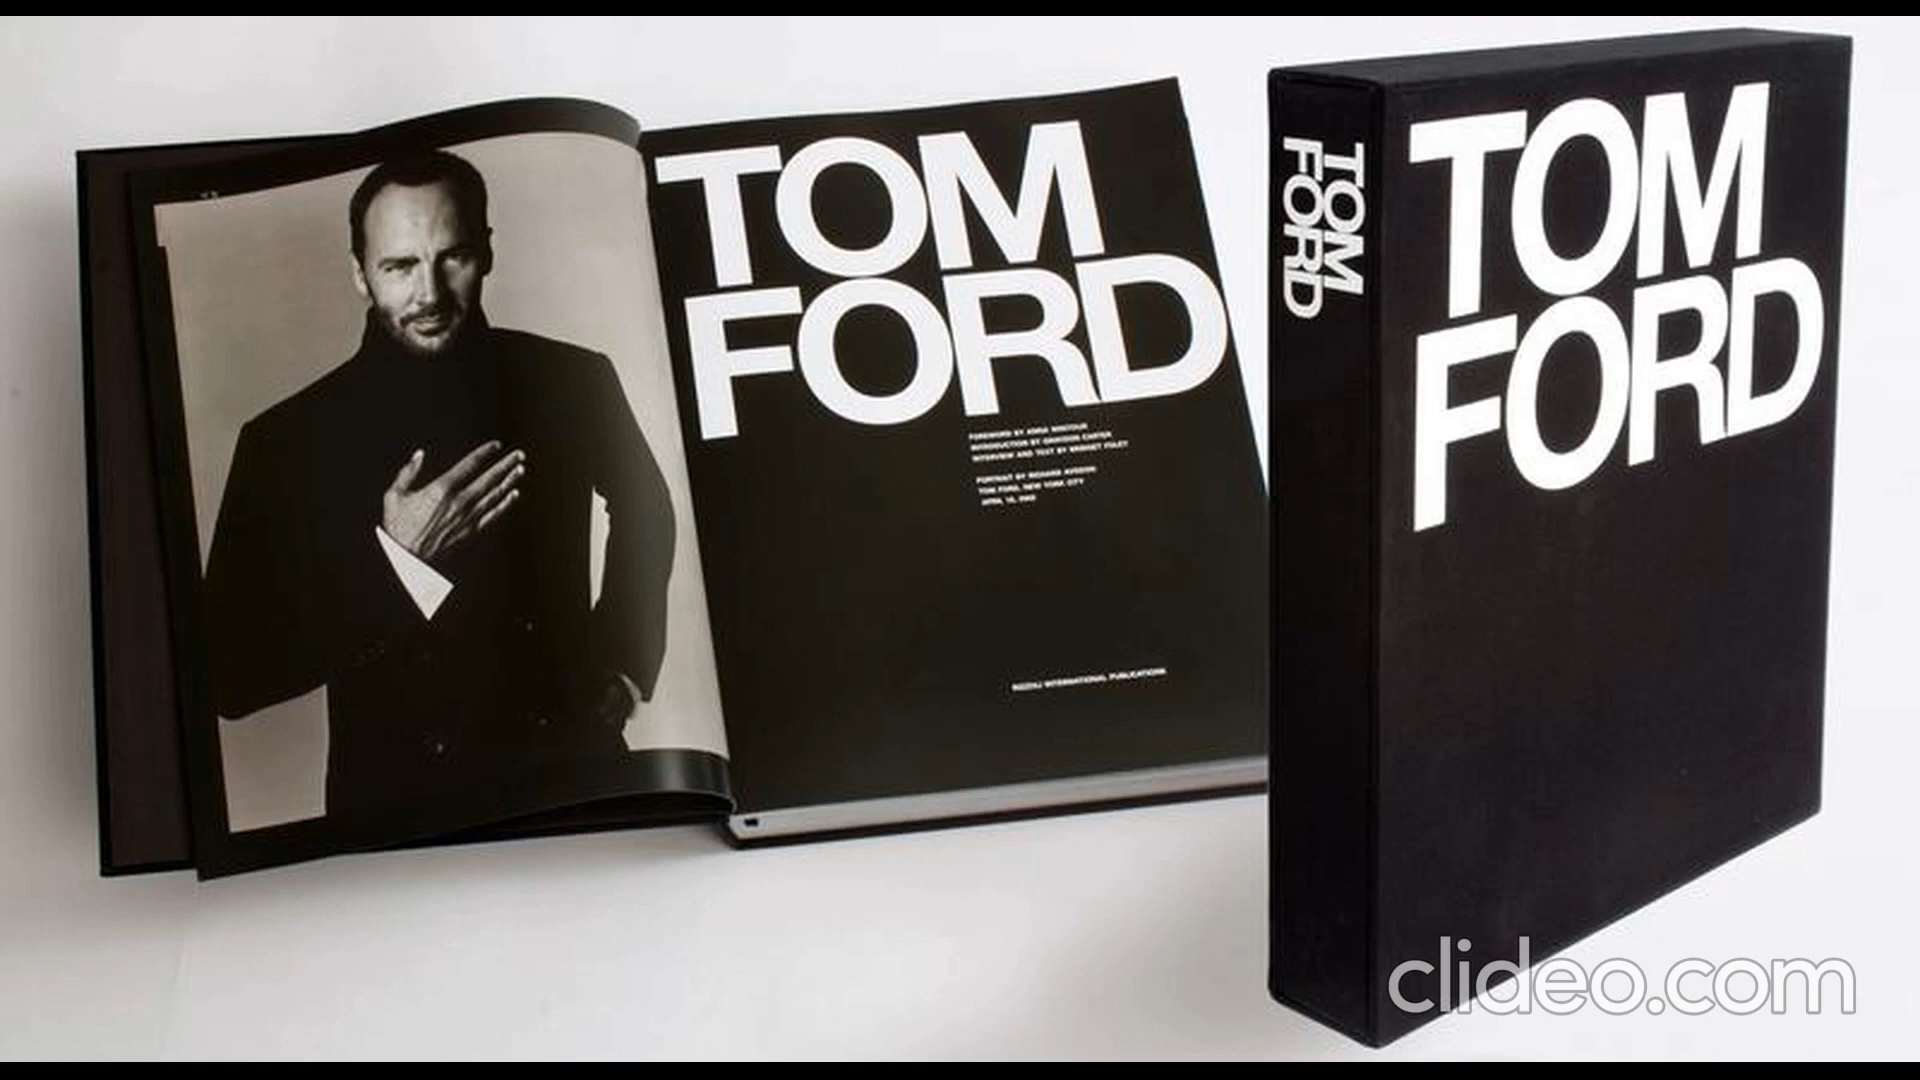 TOM
FORD
FOREWORD BY ANNA WINTOUR
INTRODUCTION BY GRAYDON CARTER
INTERVIEW AND TEXT BY BRIDGET FOLEY
PORTRAIT BY RICHARD AVEDON
TOM FORD, NEW YORK CITY
RIZZOLI INTERNATIONAL PUBLICATIONS
TOM
FORD
TOM
FORD
clideo.com